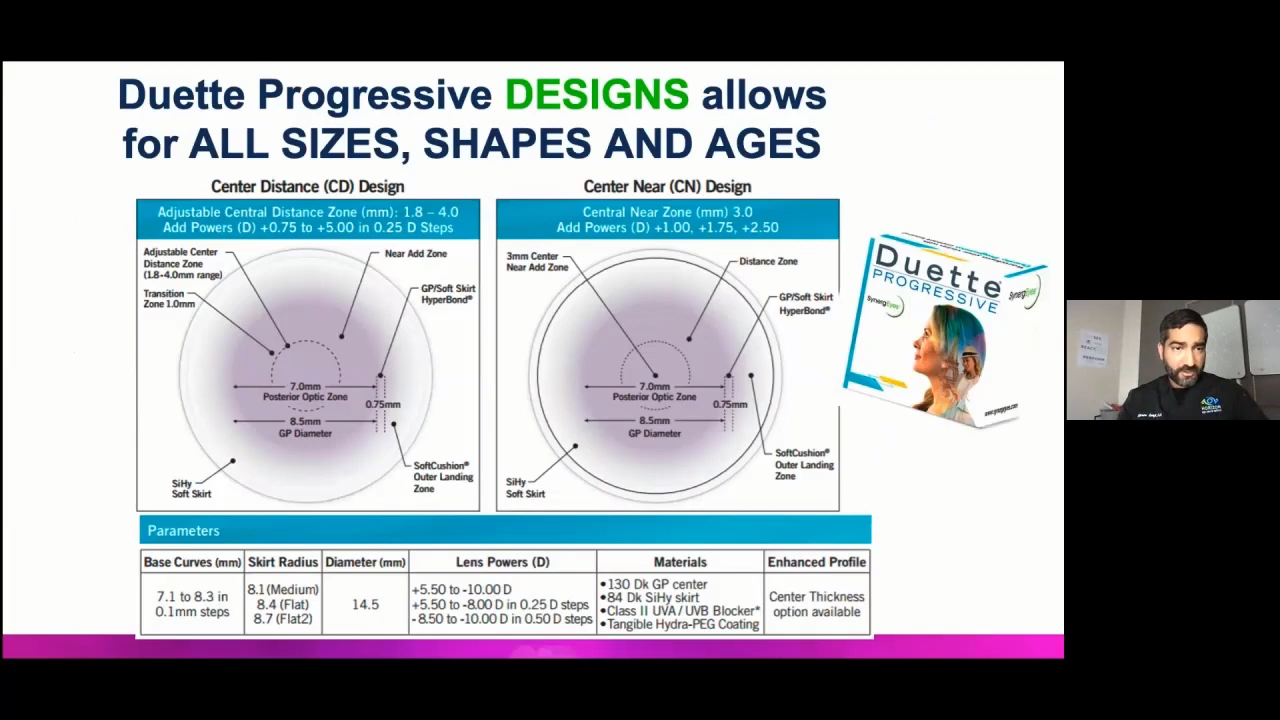 Duette Progressive DESIGNS allows
for ALL SIZES, SHAPES AND AGES
Center Distance (CD) Design
Adjustable Central Distance Zone (mm): 1.8 – 4.0
Add Powers (D) +0.75 to +5.00 in 0.25 D Steps
Adjustable Center
Distance Zone
(1.8-4.0mm range)
Transition
Zone 1.0mm
Near Add Zone
GP/Soft Skirt
HyperBond®
7.0mm
Posterior Optic Zone
0.75mm
8.5mm
GP Diameter
SiHy
Soft Skirt
SoftCushion®
Outer Landing
Zone
Center Near (CN) Design
Central Near Zone (mm) 3.0
Add Powers (D) +1.00, +1.75, +2.50
3mm Center
Near Add Zone
Distance Zone
GP/Soft Skirt
HyperBond®
7.0mm
Posterior Optic Zone
0.75mm
8.5mm
GP Diameter
SiHy
Soft Skirt
SoftCushion®
Outer Landing
Zone
Duette
PROGRESSIVE
SynergEyes
SynergEyes
Parameters
Base Curves (mm) Skirt Radius Diameter (mm) Lens Powers (D) Materials Enhanced Profile
7.1 to 8.3 in
0.1mm steps
8.1 (Medium)
8.4 (Flat)
8.7 (Flat2)
14.5
+5.50 to -10.00 D
+5.50 to -8.00 D in 0.25 D steps
-8.50 to -10.00 D in 0.50 D steps
•130 Dk GP center
•84 Dk SiHy skirt
•Class II UVA / UVB Blocker*
•Tangible Hydra-PEG Coating
Center Thickness
option available
HORIZON